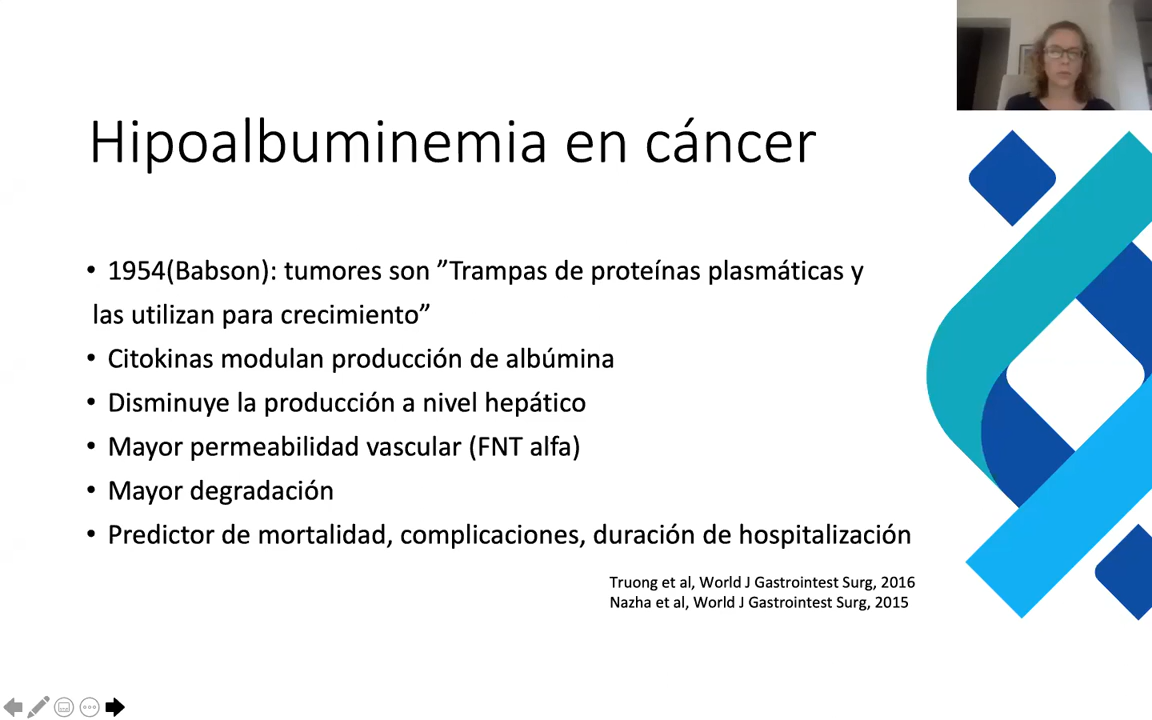 Hipoalbuminemia en cáncer
• 1954(Babson): tumores son ”Trampas de proteínas plasmáticas y
las utilizan para crecimiento”
• Citokinas modulan producción de albúmina
• Disminuye la producción a nivel hepático
• Mayor permeabilidad vascular (FNT alfa)
• Mayor degradación
• Predictor de mortalidad, complicaciones, duración de hospitalización
Truong et al, World J Gastrointest Surg, 2016
Nazha et al, World J Gastrointest Surg, 2015